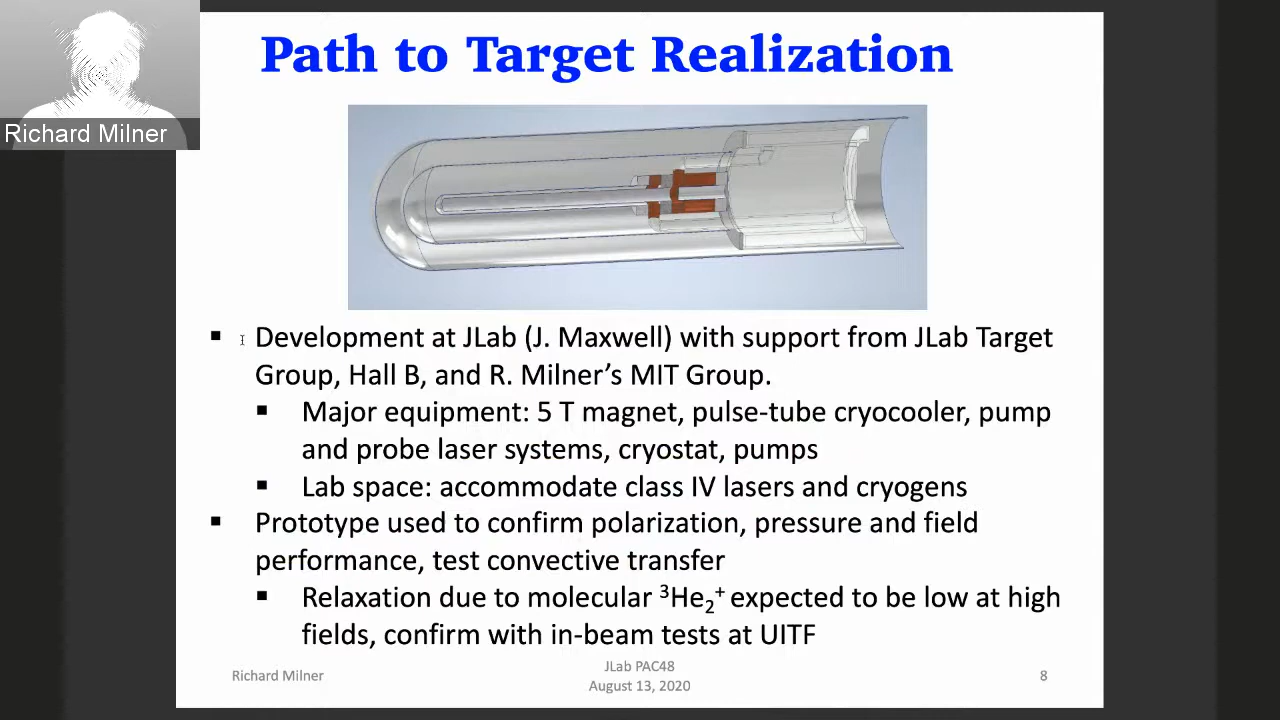 Path to Target Realization
Richard Milner
▪ Development at JLab (J. Maxwell) with support from JLab Target
Group, Hall B, and R. Milner’s MIT Group.
▪ Major equipment: 5 T magnet, pulse-tube cryocooler, pump
and probe laser systems, cryostat, pumps
▪ Lab space: accommodate class IV lasers and cryogens
▪ Prototype used to confirm polarization, pressure and field
performance, test convective transfer
▪ Relaxation due to molecular ³He₂⁺ expected to be low at high
fields, confirm with in-beam tests at UITF
Richard Milner
JLab PAC48
August 13, 2020
8